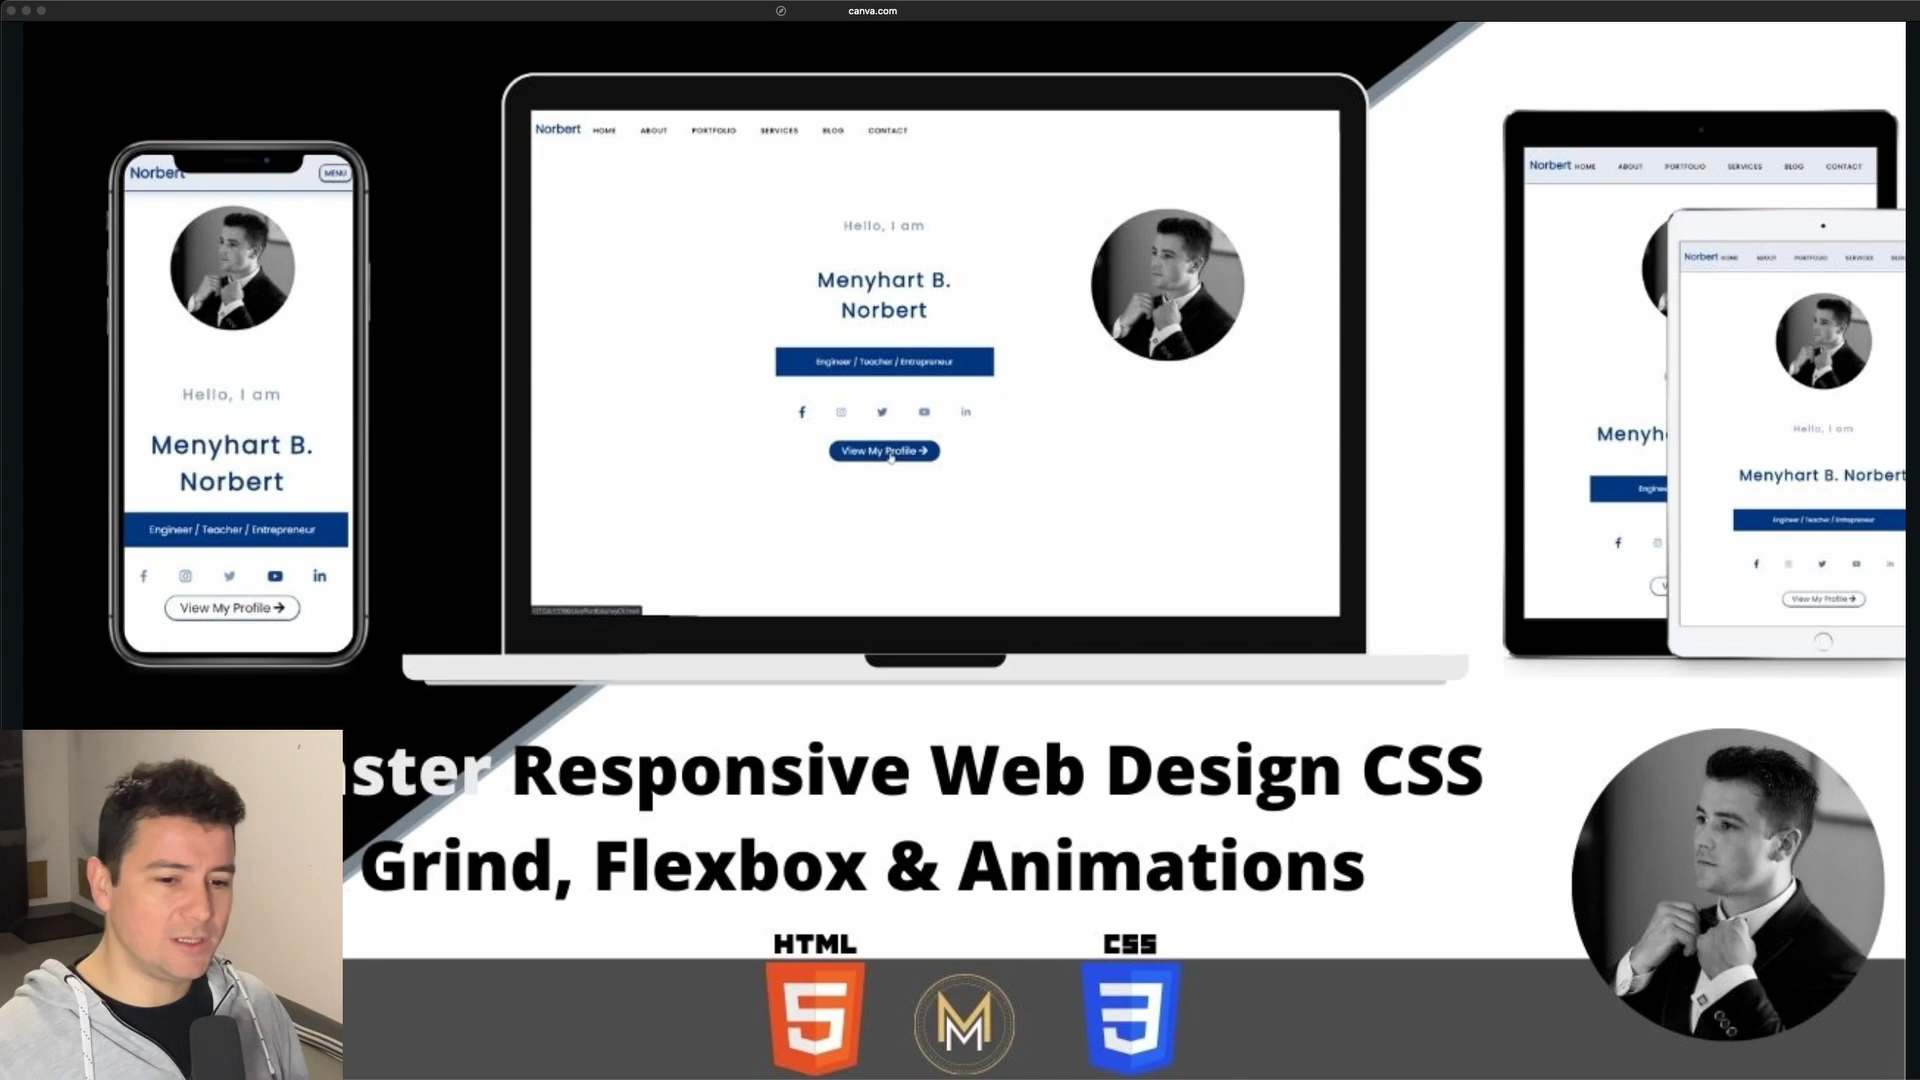 canva.com
Norbert
MENU
Hello, I am
Menyhart B.
Norbert
Engineer / Teacher / Entrepreneur
View My Profile
Norbert HOME ABOUT PORTFOLIO SERVICES BLOG CONTACT
Hello, I am
Menyhart B.
Norbert
Engineer / Teacher / Entrepreneur
View My Profile
Norbert HOME ABOUT PORTFOLIO SERVICES BLOG CONTACT
Menyh
Engine
Norbert HOME ABOUT PORTFOLIO SERVICES BLOG
Hello, I am
Menyhart B. Norbert
Engineer / Teacher / Entrepreneur
View My Profile
ster Responsive Web Design CSS
Grind, Flexbox & Animations
HTML
CSS